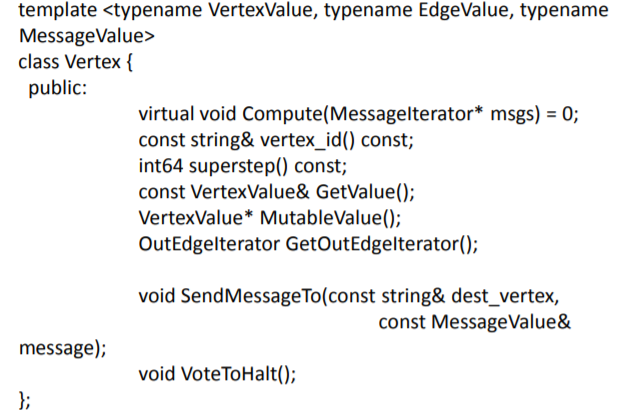 template <typename VertexValue, typename EdgeValue, typename
MessageValue>
class Vertex {
public:
virtual void Compute(MessageIterator* msgs) = 0;
const string& vertex_id() const;
int64 superstep() const;
const VertexValue& GetValue();
VertexValue* MutableValue();
OutEdgeIterator GetOutEdgeIterator();
void SendMessageTo(const string& dest_vertex,
const MessageValue&
message);
void VoteToHalt();
};